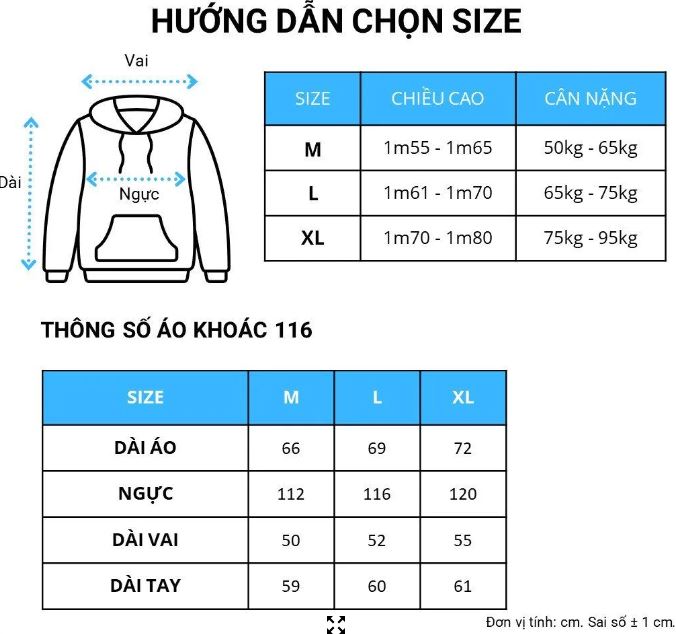 HƯỚNG DẪN CHỌN SIZE
Vai
Dài
Ngực
SIZE CHIỀU CAO CÂN NẶNG
M 1m55 - 1m65 50kg - 65kg
L 1m61 - 1m70 65kg - 75kg
XL 1m70 - 1m80 75kg - 95kg
THÔNG SỐ ÁO KHOÁC 116
SIZE M L XL
DÀI ÁO 66 69 72
NGỰC 112 116 120
DÀI VAI 50 52 55
DÀI TAY 59 60 61
Đơn vị tính: cm. Sai số ± 1 cm.